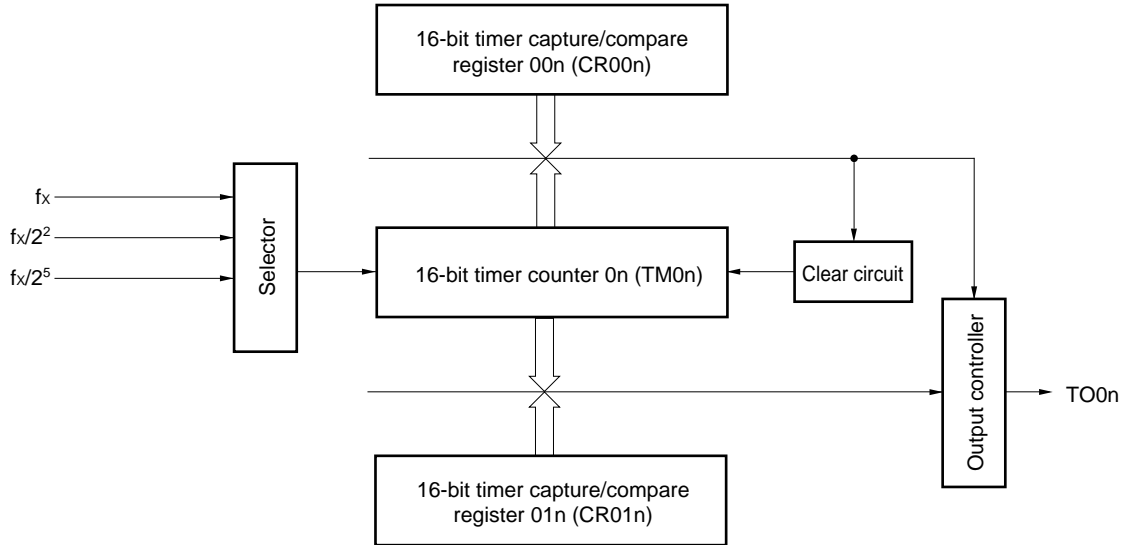 16-bit timer capture/compare
register 00n (CR00n)
fX
fX/2²
fX/2⁵
Selector
16-bit timer counter 0n (TM0n)
Clear circuit
Output controller
TO0n
16-bit timer capture/compare
register 01n (CR01n)